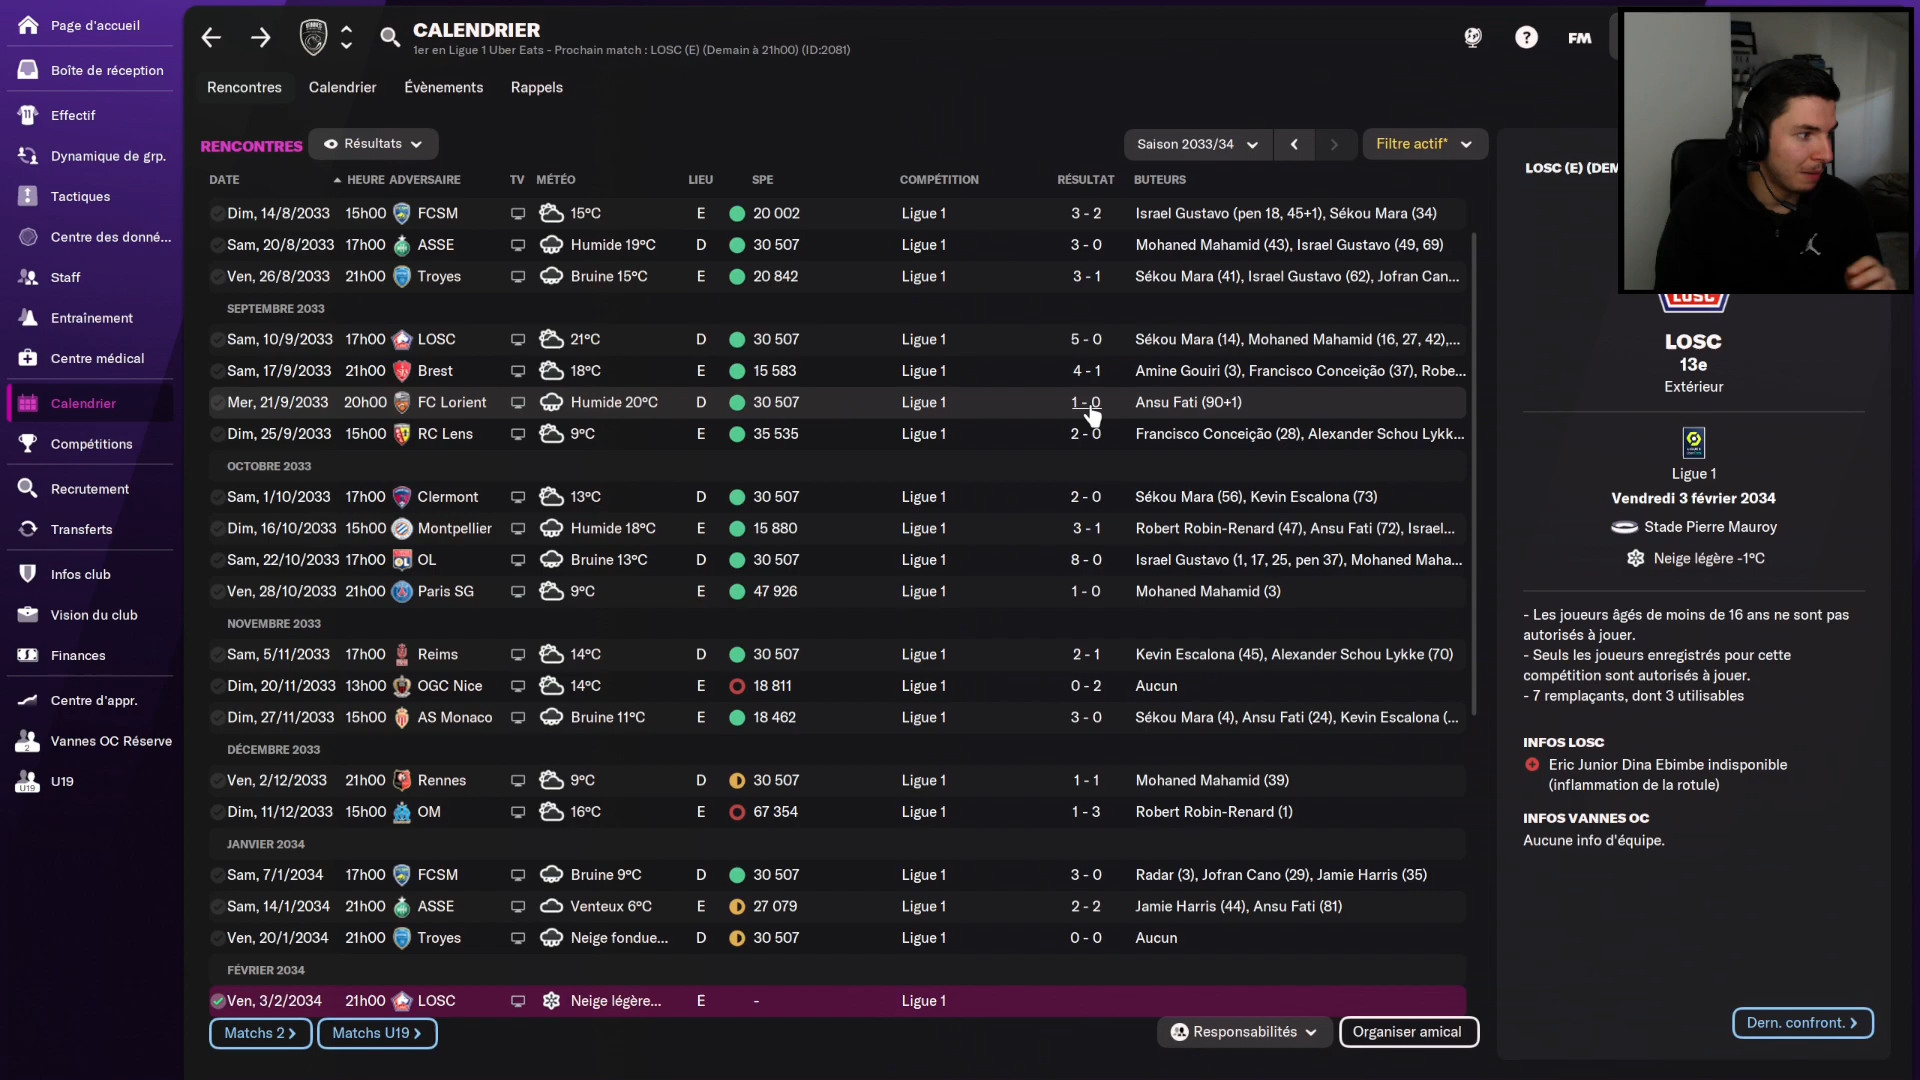 Page d'accueil
Boîte de réception
Effectif
Dynamique de grp.
Tactiques
Centre des donné...
Staff
Entraînement
Centre médical
Calendrier
Compétitions
Recrutement
Transferts
Infos club
Vision du club
Finances
Centre d'appr.
2 Vannes OC Réserve
U19 U19
CALENDRIER
1er en Ligue 1 Uber Eats - Prochain match : LOSC (E) (Demain à 21h00) (ID:2081)
? FM
Rencontres Calendrier Évènements Rappels
RENCONTRES Résultats Saison 2033/34 Filtre actif*
DATE HEURE ADVERSAIRE TV MÉTÉO LIEU SPE COMPÉTITION RÉSULTAT BUTEURS
Dim, 14/8/2033 15h00 FCSM 15°C E 20 002 Ligue 1 3 - 2 Israel Gustavo (pen 18, 45+1), Sékou Mara (34)
Sam, 20/8/2033 17h00 ASSE Humide 19°C D 30 507 Ligue 1 3 - 0 Mohaned Mahamid (43), Israel Gustavo (49, 69)
Ven, 26/8/2033 21h00 Troyes Bruine 15°C E 20 842 Ligue 1 3 - 1 Sékou Mara (41), Israel Gustavo (62), Jofran Can...
SEPTEMBRE 2033
Sam, 10/9/2033 17h00 LOSC 21°C D 30 507 Ligue 1 5 - 0 Sékou Mara (14), Mohaned Mahamid (16, 27, 42),...
Sam, 17/9/2033 21h00 Brest 18°C E 15 583 Ligue 1 4 - 1 Amine Gouiri (3), Francisco Conceição (37), Robe...
Mer, 21/9/2033 20h00 FC Lorient Humide 20°C D 30 507 Ligue 1 1 - 0 Ansu Fati (90+1)
Dim, 25/9/2033 15h00 RC Lens 9°C E 35 535 Ligue 1 2 - 0 Francisco Conceição (28), Alexander Schou Lykk...
OCTOBRE 2033
Sam, 1/10/2033 17h00 Clermont 13°C D 30 507 Ligue 1 2 - 0 Sékou Mara (56), Kevin Escalona (73)
Dim, 16/10/2033 15h00 Montpellier Humide 18°C E 15 880 Ligue 1 3 - 1 Robert Robin-Renard (47), Ansu Fati (72), Israel...
Sam, 22/10/2033 17h00 OL Bruine 13°C D 30 507 Ligue 1 8 - 0 Israel Gustavo (1, 17, 25, pen 37), Mohaned Maha...
Ven, 28/10/2033 21h00 Paris SG 9°C E 47 926 Ligue 1 1 - 0 Mohaned Mahamid (3)
NOVEMBRE 2033
Sam, 5/11/2033 17h00 Reims 14°C D 30 507 Ligue 1 2 - 1 Kevin Escalona (45), Alexander Schou Lykke (70)
Dim, 20/11/2033 13h00 OGC Nice 14°C E 18 811 Ligue 1 0 - 2 Aucun
Dim, 27/11/2033 15h00 AS Monaco Bruine 11°C E 18 462 Ligue 1 3 - 0 Sékou Mara (4), Ansu Fati (24), Kevin Escalona (...
DÉCEMBRE 2033
Ven, 2/12/2033 21h00 Rennes 9°C D 30 507 Ligue 1 1 - 1 Mohaned Mahamid (39)
Dim, 11/12/2033 15h00 OM 16°C E 67 354 Ligue 1 1 - 3 Robert Robin-Renard (1)
JANVIER 2034
Sam, 7/1/2034 17h00 FCSM Bruine 9°C D 30 507 Ligue 1 3 - 0 Radar (3), Jofran Cano (29), Jamie Harris (35)
Sam, 14/1/2034 21h00 ASSE Venteux 6°C E 27 079 Ligue 1 2 - 2 Jamie Harris (44), Ansu Fati (81)
Ven, 20/1/2034 21h00 Troyes Neige fondue... D 30 507 Ligue 1 0 - 0 Aucun
FÉVRIER 2034
Ven, 3/2/2034 21h00 LOSC Neige légère... E - Ligue 1
Matchs 2 Matchs U19 Responsabilités Organiser amical
LOSC (E) (DEM
LOSC
LOSC
13e
Extérieur
Ligue 1
Vendredi 3 février 2034
Stade Pierre Mauroy
Neige légère -1°C
- Les joueurs âgés de moins de 16 ans ne sont pas
autorisés à jouer.
- Seuls les joueurs enregistrés pour cette
compétition sont autorisés à jouer.
- 7 remplaçants, dont 3 utilisables
INFOS LOSC
Eric Junior Dina Ebimbe indisponible
(inflammation de la rotule)
INFOS VANNES OC
Aucune info d'équipe.
Dern. confront.